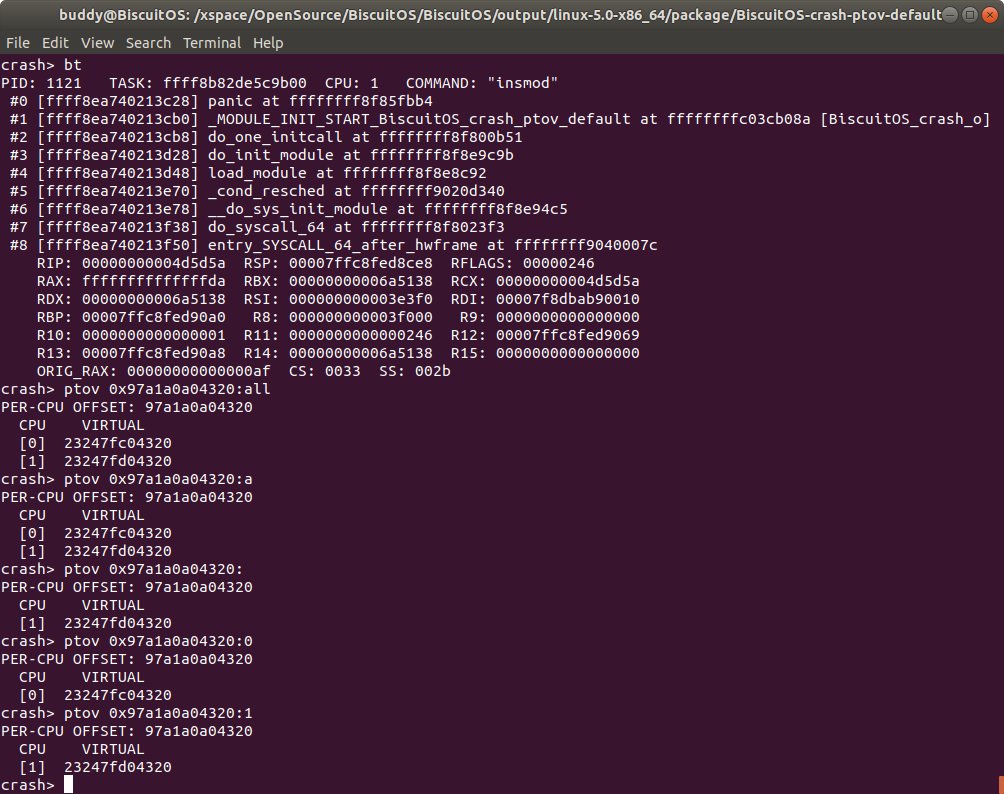 buddy@BiscuitOS: /xspace/OpenSource/BiscuitOS/BiscuitOS/output/linux-5.0-x86_64/package/BiscuitOS-crash-ptov-default
File Edit View Search Terminal Help
crash> bt
PID: 1121   TASK: ffff8b82de5c9b00  CPU: 1   COMMAND: "insmod"
 #0 [ffff8ea740213c28] panic at ffffffff8f85fbb4
 #1 [ffff8ea740213cb0] _MODULE_INIT_START_BiscuitOS_crash_ptov_default at ffffffffc03cb08a [BiscuitOS_crash_o]
 #2 [ffff8ea740213cb8] do_one_initcall at ffffffff8f800b51
 #3 [ffff8ea740213d28] do_init_module at ffffffff8f8e9c9b
 #4 [ffff8ea740213d48] load_module at ffffffff8f8e8c92
 #5 [ffff8ea740213e70] _cond_resched at ffffffff9020d340
 #6 [ffff8ea740213e78] __do_sys_init_module at ffffffff8f8e94c5
 #7 [ffff8ea740213f38] do_syscall_64 at ffffffff8f8023f3
 #8 [ffff8ea740213f50] entry_SYSCALL_64_after_hwframe at ffffffff9040007c
    RIP: 00000000004d5d5a  RSP: 00007ffc8fed8ce8  RFLAGS: 00000246
    RAX: ffffffffffffffda  RBX: 00000000006a5138  RCX: 00000000004d5d5a
    RDX: 00000000006a5138  RSI: 000000000003e3f0  RDI: 00007f8dbab90010
    RBP: 00007ffc8fed90a0   R8: 000000000003f000   R9: 0000000000000000
    R10: 0000000000000001  R11: 0000000000000246  R12: 00007ffc8fed9069
    R13: 00007ffc8fed90a8  R14: 00000000006a5138  R15: 0000000000000000
    ORIG_RAX: 00000000000000af  CS: 0033  SS: 002b
crash> ptov 0x97a1a0a04320:all
PER-CPU OFFSET: 97a1a0a04320
  CPU    VIRTUAL
  [0]  23247fc04320
  [1]  23247fd04320
crash> ptov 0x97a1a0a04320:a
PER-CPU OFFSET: 97a1a0a04320
  CPU    VIRTUAL
  [0]  23247fc04320
  [1]  23247fd04320
crash> ptov 0x97a1a0a04320:
PER-CPU OFFSET: 97a1a0a04320
  CPU    VIRTUAL
  [1]  23247fd04320
crash> ptov 0x97a1a0a04320:0
PER-CPU OFFSET: 97a1a0a04320
  CPU    VIRTUAL
  [0]  23247fc04320
crash> ptov 0x97a1a0a04320:1
PER-CPU OFFSET: 97a1a0a04320
  CPU    VIRTUAL
  [1]  23247fd04320
crash>